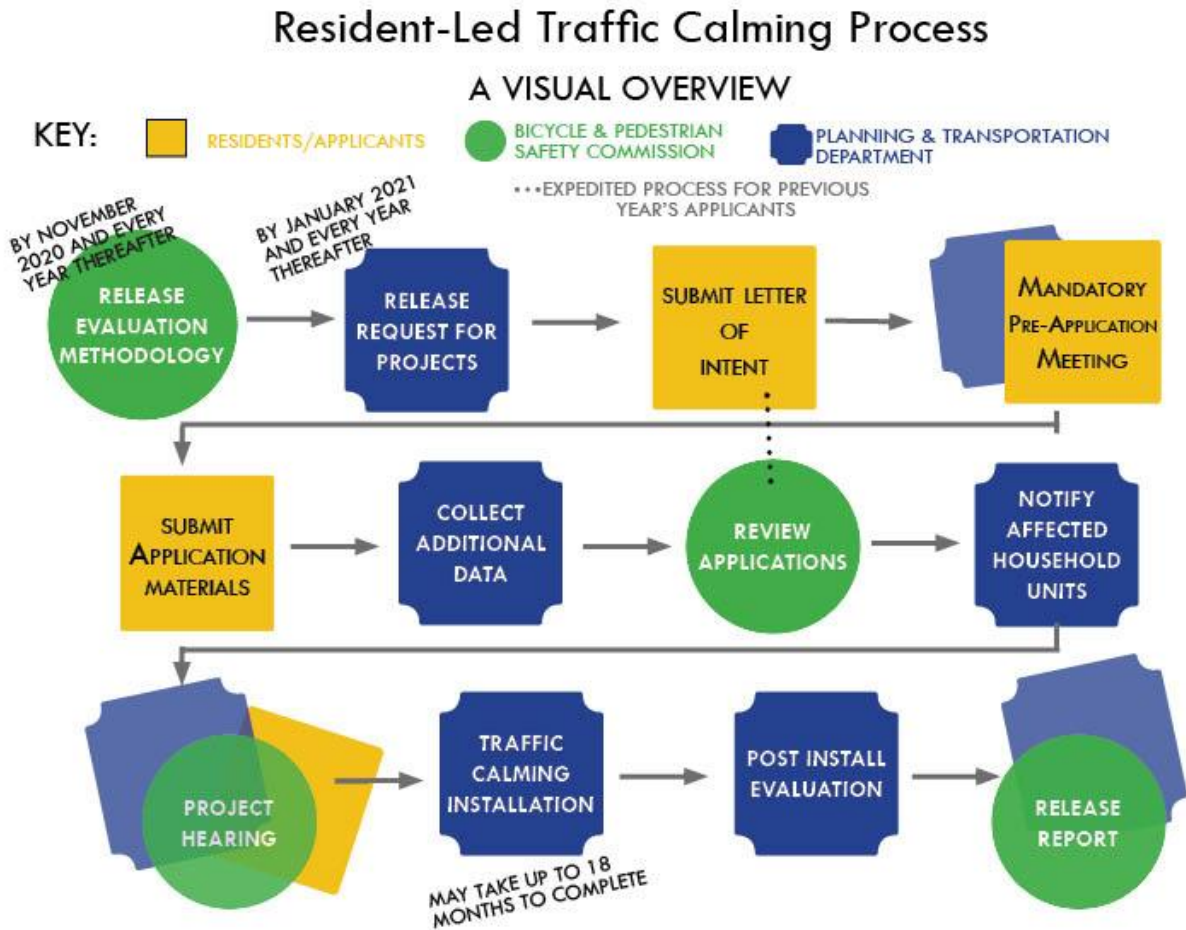 Resident-Led Traffic Calming Process
A VISUAL OVERVIEW
KEY:
RESIDENTS/APPLICANTS
BICYCLE & PEDESTRIAN
SAFETY COMMISSION
PLANNING & TRANSPORTATION
DEPARTMENT
•••EXPEDITED PROCESS FOR PREVIOUS
YEAR'S APPLICANTS
BY NOVEMBER
2020 AND EVERY
YEAR THEREAFTER
RELEASE
EVALUATION
METHODOLOGY
BY JANUARY 2021
AND EVERY YEAR
THEREAFTER
RELEASE
REQUEST FOR
PROJECTS
SUBMIT LETTER
OF
INTENT
MANDATORY
PRE-APPLICATION
MEETING
SUBMIT
APPLICATION
MATERIALS
COLLECT
ADDITIONAL
DATA
REVIEW
APPLICATIONS
NOTIFY
AFFECTED
HOUSEHOLD
UNITS
PROJECT
HEARING
TRAFFIC
CALMING
INSTALLATION
MAY TAKE UP TO 18
MONTHS TO COMPLETE
POST INSTALL
EVALUATION
RELEASE
REPORT